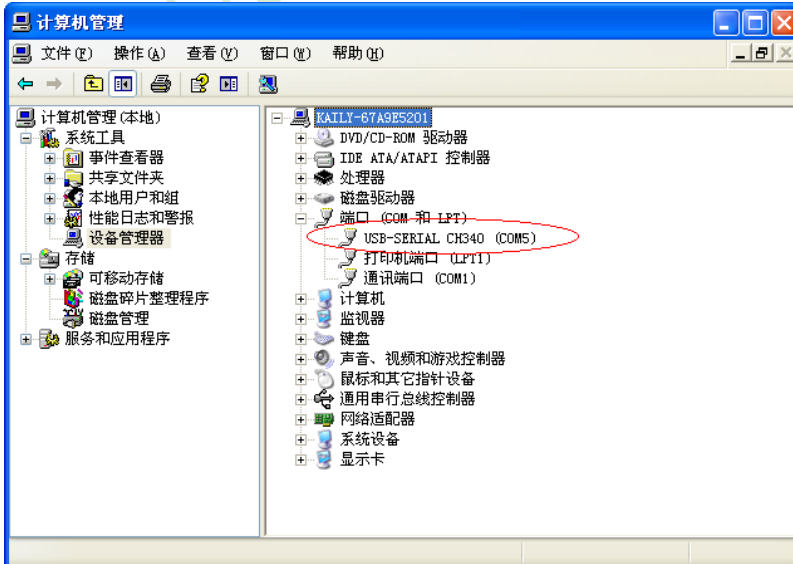 计算机管理
文件(F) 操作(A) 查看(V) 窗口(W) 帮助(H)
计算机管理(本地)
系统工具
事件查看器
共享文件夹
本地用户和组
性能日志和警报
设备管理器
存储
可移动存储
磁盘碎片整理程序
磁盘管理
服务和应用程序
KAILY-67A9E5201
DVD/CD-ROM 驱动器
IDE ATA/ATAPI 控制器
处理器
磁盘驱动器
端口 (COM 和 LPT)
USB-SERIAL CH340 (COM5)
打印机端口 (LPT1)
通讯端口 (COM1)
计算机
监视器
键盘
声音、视频和游戏控制器
鼠标和其它指针设备
通用串行总线控制器
网络适配器
系统设备
显示卡